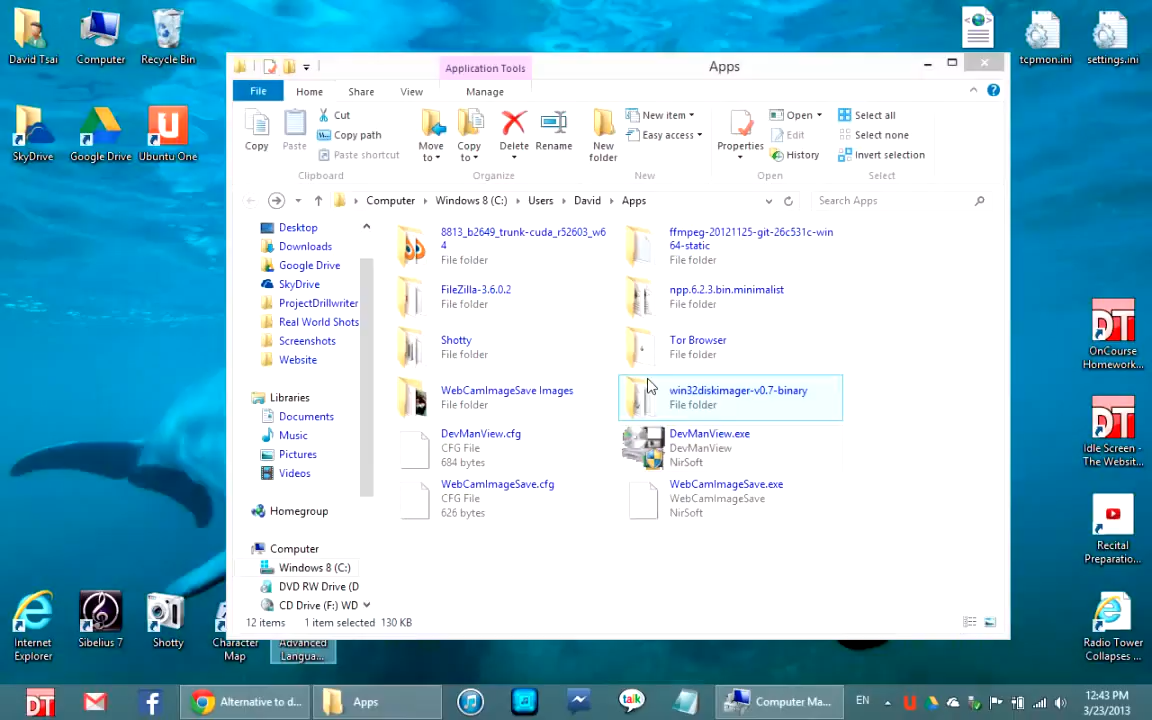 David Tsai
Computer
Recycle Bin
tcpmon.ini
settings.ini
SkyDrive
Google Drive
Ubuntu One
Application Tools
Apps
File
Home
Share
View
Manage
Copy
Paste
Cut
Copy path
Paste shortcut
Clipboard
Move
to
Copy
to
Delete
Rename
Organize
New
folder
New item
Easy access
New
Properties
Open
Edit
History
Open
Select all
Select none
Invert selection
Select
Computer
Windows 8 (C:)
Users
David
Apps
Search Apps
Desktop
Downloads
Google Drive
SkyDrive
ProjectDrillwriter
Real World Shots
Screenshots
Website
Libraries
Documents
Music
Pictures
Videos
Homegroup
Computer
Windows 8 (C:)
DVD RW Drive (D
CD Drive (F:) WD
8813_b2649_trunk-cuda_r52603_w6
4
File folder
ffmpeg-20121125-git-26c531c-win
64-static
File folder
FileZilla-3.6.0.2
File folder
npp.6.2.3.bin.minimalist
File folder
Shotty
File folder
Tor Browser
File folder
WebCamImageSave Images
File folder
win32diskimager-v0.7-binary
File folder
DevManView.cfg
CFG File
684 bytes
DevManView.exe
DevManView
NirSoft
WebCamImageSave.cfg
CFG File
626 bytes
WebCamImageSave.exe
WebCamImageSave
NirSoft
12 items
1 item selected
130 KB
OnCourse
Homework...
Idle Screen -
The Websit...
Recital
Preparatio...
Radio Tower
Collapses ...
Internet
Explorer
Sibelius 7
Shotty
Character
Map
Advanced
Langua...
Alternative to d...
Apps
talk
Computer Ma...
EN
12:43 PM
3/23/2013